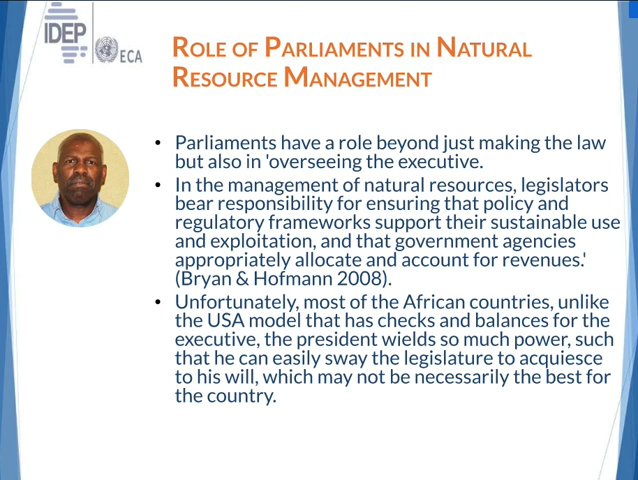 IDEP
ECA
ROLE OF PARLIAMENTS IN NATURAL
RESOURCE MANAGEMENT
• Parliaments have a role beyond just making the law
but also in 'overseeing the executive.
• In the management of natural resources, legislators
bear responsibility for ensuring that policy and
regulatory frameworks support their sustainable use
and exploitation, and that government agencies
appropriately allocate and account for revenues.'
(Bryan & Hofmann 2008).
• Unfortunately, most of the African countries, unlike
the USA model that has checks and balances for the
executive, the president wields so much power, such
that he can easily sway the legislature to acquiesce
to his will, which may not be necessarily the best for
the country.